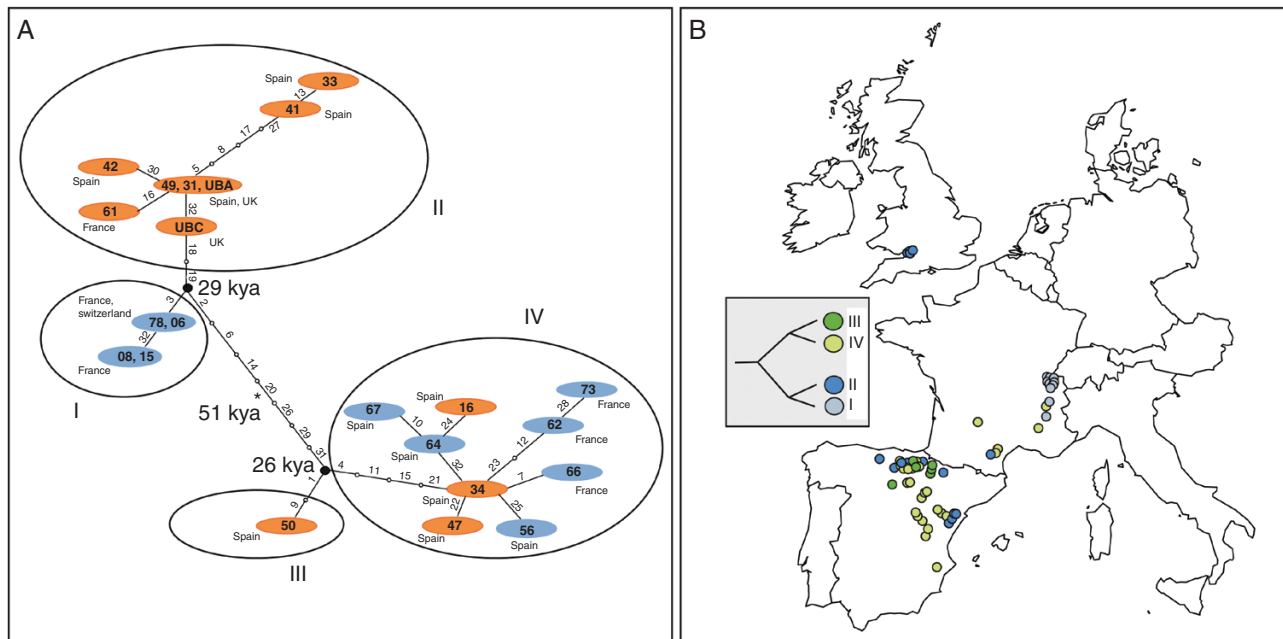 A
Spain
33
13
41
Spain
27
17
8
5
42
30
Spain
49, 31, UBA
16
Spain, UK
61
32
France
UBC
UK
II
18
19
29 kya
France,
switzerland
3
2
78, 06
32
6
08, 15
France
14
I
20
*
51 kya
26
29
31
26 kya
IV
4
11
15
21
1
9
50
Spain
III
67
Spain
10
Spain
16
24
64
Spain
32
73
France
28
62
France
12
23
7
66
France
34
Spain
22
47
Spain
25
56
Spain
B
III
IV
II
I